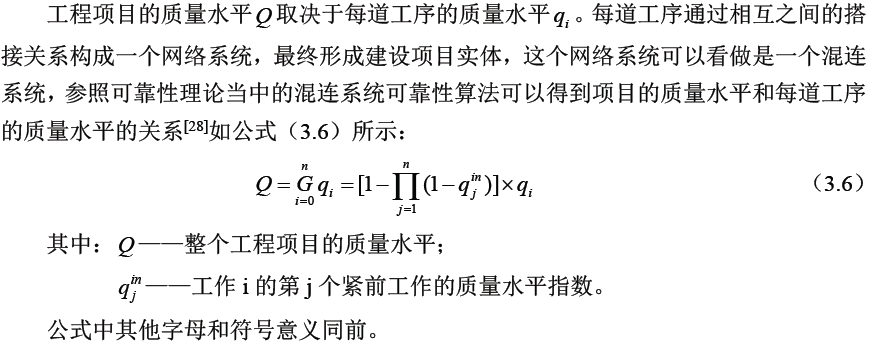 工程项目的质量水平 Q 取决于每道工序的质量水平 q_i 。每道工序通过相互之间的搭
接关系构成一个网络系统，最终形成建设项目实体，这个网络系统可以看做是一个混连
系统，参照可靠性理论当中的混连系统可靠性算法可以得到项目的质量水平和每道工序
的质量水平的关系[28]如公式（3.6）所示：
Q = \overset{n}{\underset{i=0}{G}} q_i = [1-\prod_{j=1}^{n}(1-q_j^{in})]×q_i （3.6）
其中：Q——整个工程项目的质量水平；
q_j^{in}——工作 i 的第 j 个紧前工作的质量水平指数。
公式中其他字母和符号意义同前。